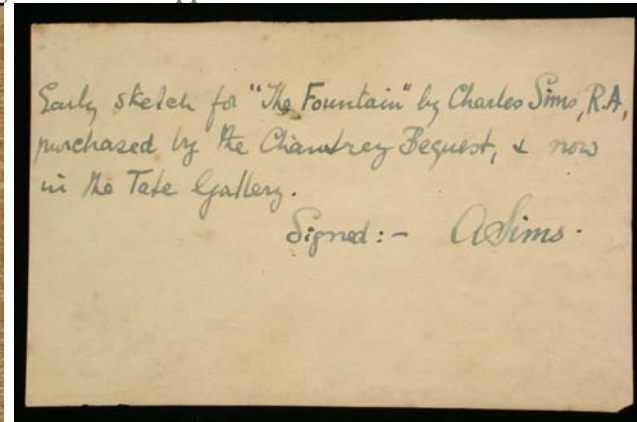 Early sketch for "The Fountain" by Charles Sims, R.A,
purchased by the Chantrey Bequest, & now
in the Tate Gallery.
Signed:- ASims.